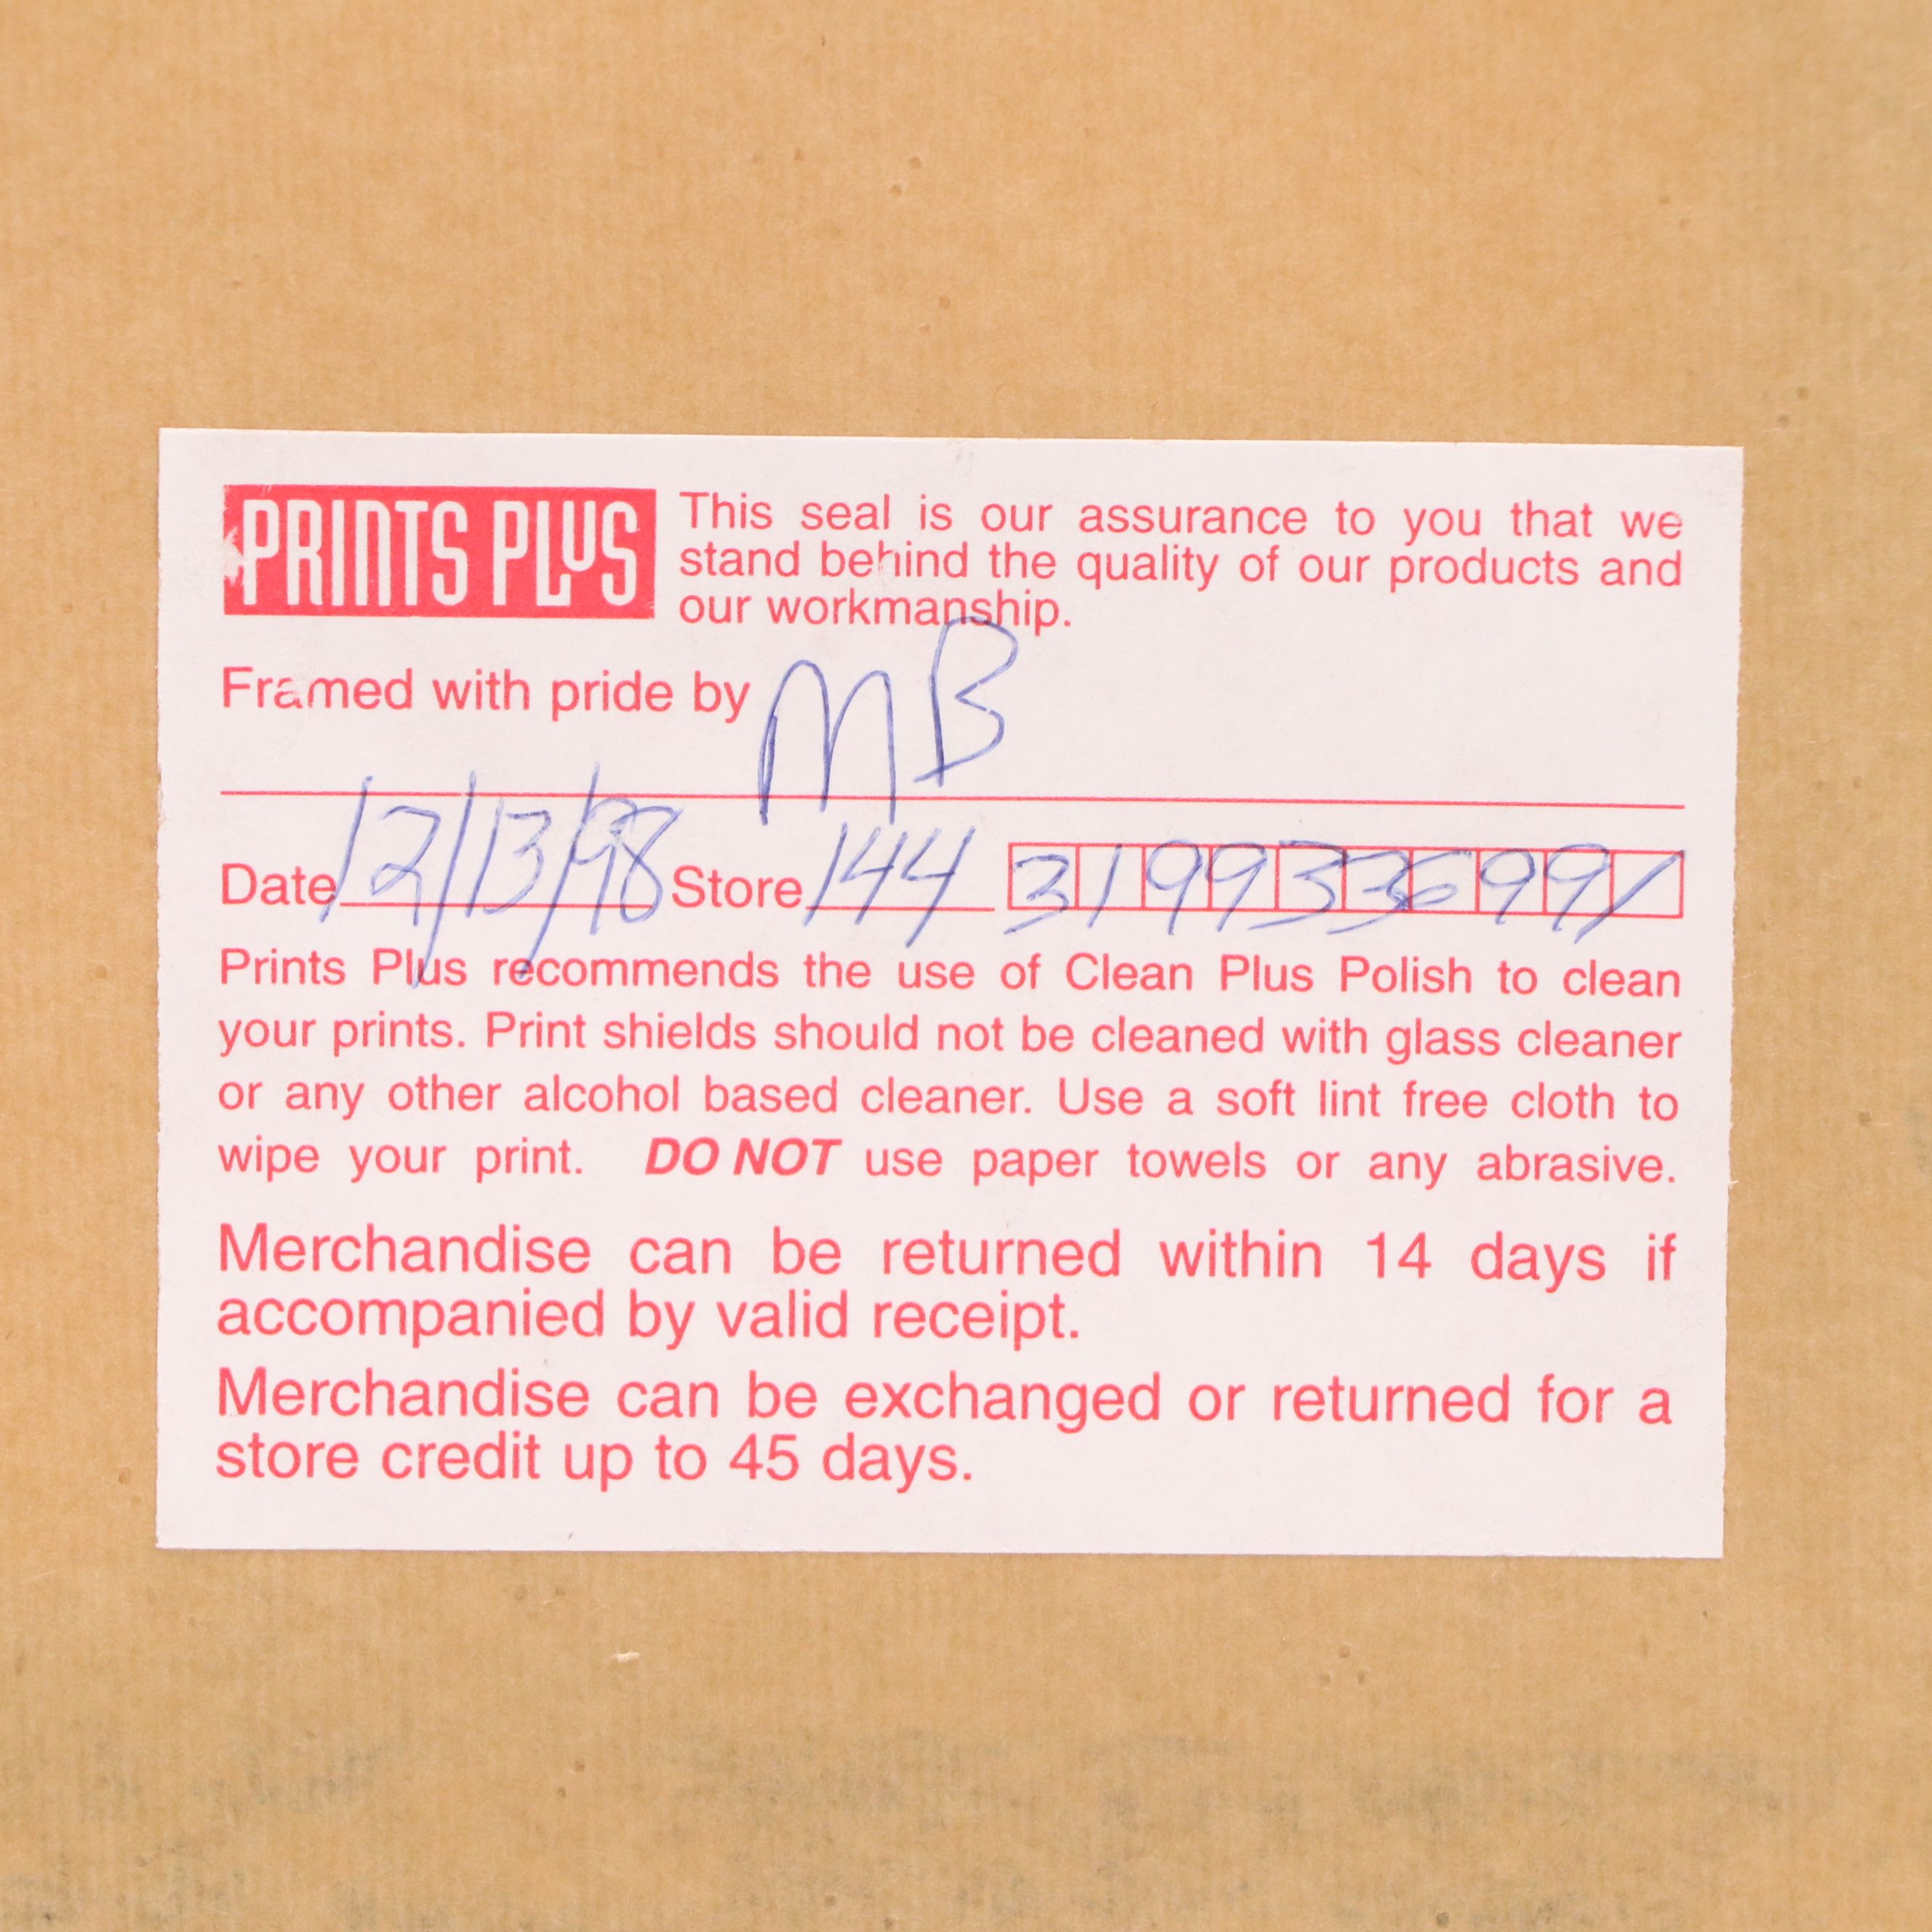 PRINTS PLUS This seal is our assurance to you that we
stand behind the quality of our products and
our workmanship.
Framed with pride by MB
Date 12/13/98 Store 144 3199336991
Prints Plus recommends the use of Clean Plus Polish to clean
your prints. Print shields should not be cleaned with glass cleaner
or any other alcohol based cleaner. Use a soft lint free cloth to
wipe your print. DO NOT use paper towels or any abrasive.
Merchandise can be returned within 14 days if
accompanied by valid receipt.
Merchandise can be exchanged or returned for a
store credit up to 45 days.